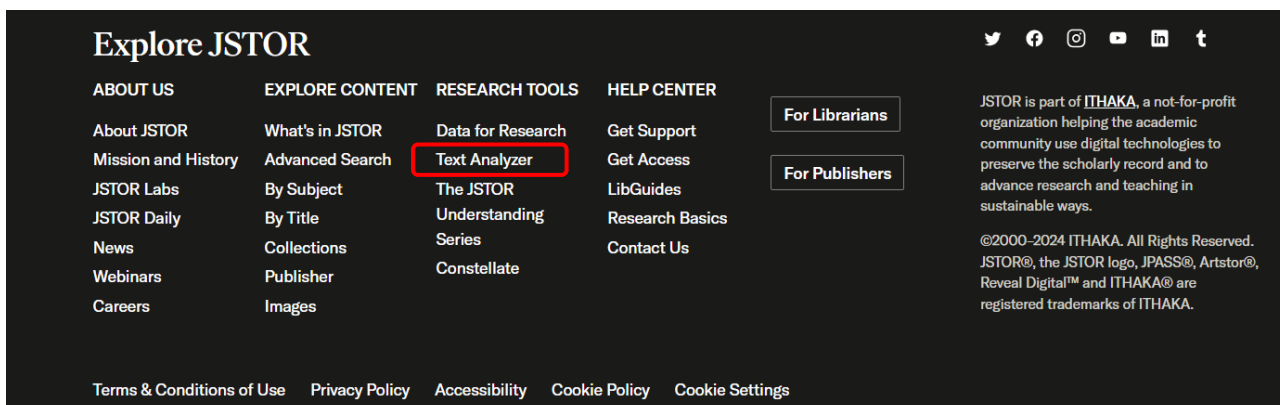 Explore JSTOR
ABOUT US
About JSTOR
Mission and History
JSTOR Labs
JSTOR Daily
News
Webinars
Careers
EXPLORE CONTENT
What's in JSTOR
Advanced Search
By Subject
By Title
Collections
Publisher
Images
RESEARCH TOOLS
Data for Research
Text Analyzer
The JSTOR
Understanding
Series
Constellate
HELP CENTER
Get Support
Get Access
LibGuides
Research Basics
Contact Us
For Librarians
For Publishers
JSTOR is part of ITHAKA, a not-for-profit
organization helping the academic
community use digital technologies to
preserve the scholarly record and to
advance research and teaching in
sustainable ways.
©2000–2024 ITHAKA. All Rights Reserved.
JSTOR®, the JSTOR logo, JPASS®, Artstor®,
Reveal Digital™ and ITHAKA® are
registered trademarks of ITHAKA.
Terms & Conditions of Use Privacy Policy Accessibility Cookie Policy Cookie Settings